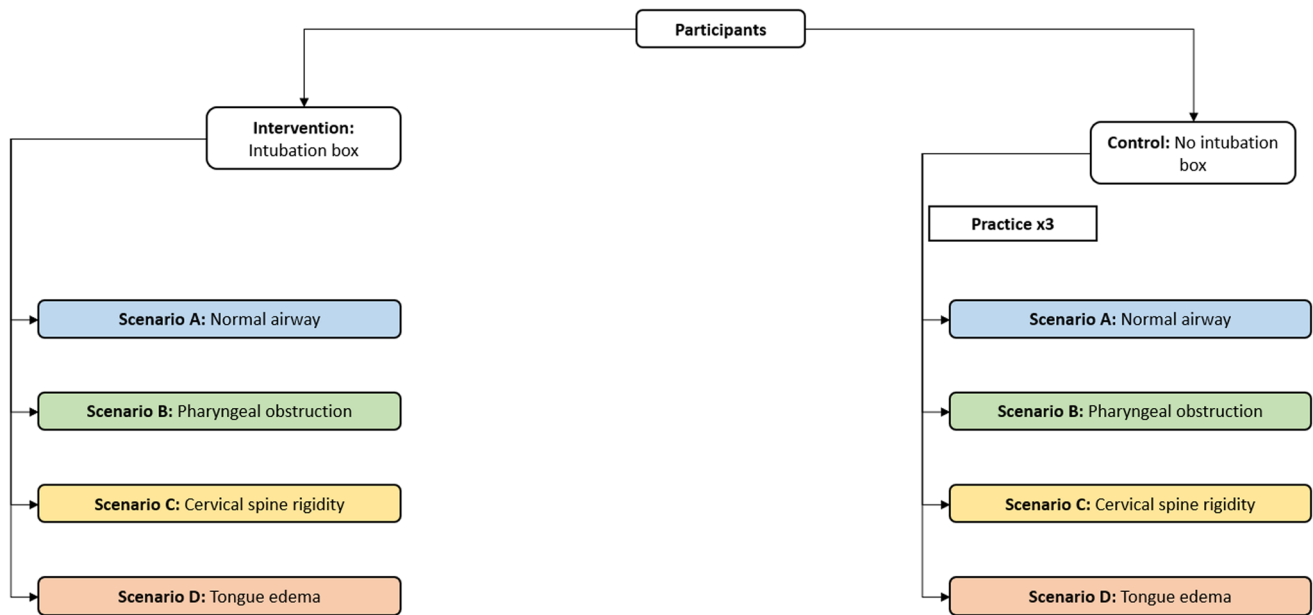 Participants
Intervention:
Intubation box
Control: No intubation
box
Practice x3
Scenario A: Normal airway
Scenario A: Normal airway
Scenario B: Pharyngeal obstruction
Scenario B: Pharyngeal obstruction
Scenario C: Cervical spine rigidity
Scenario C: Cervical spine rigidity
Scenario D: Tongue edema
Scenario D: Tongue edema